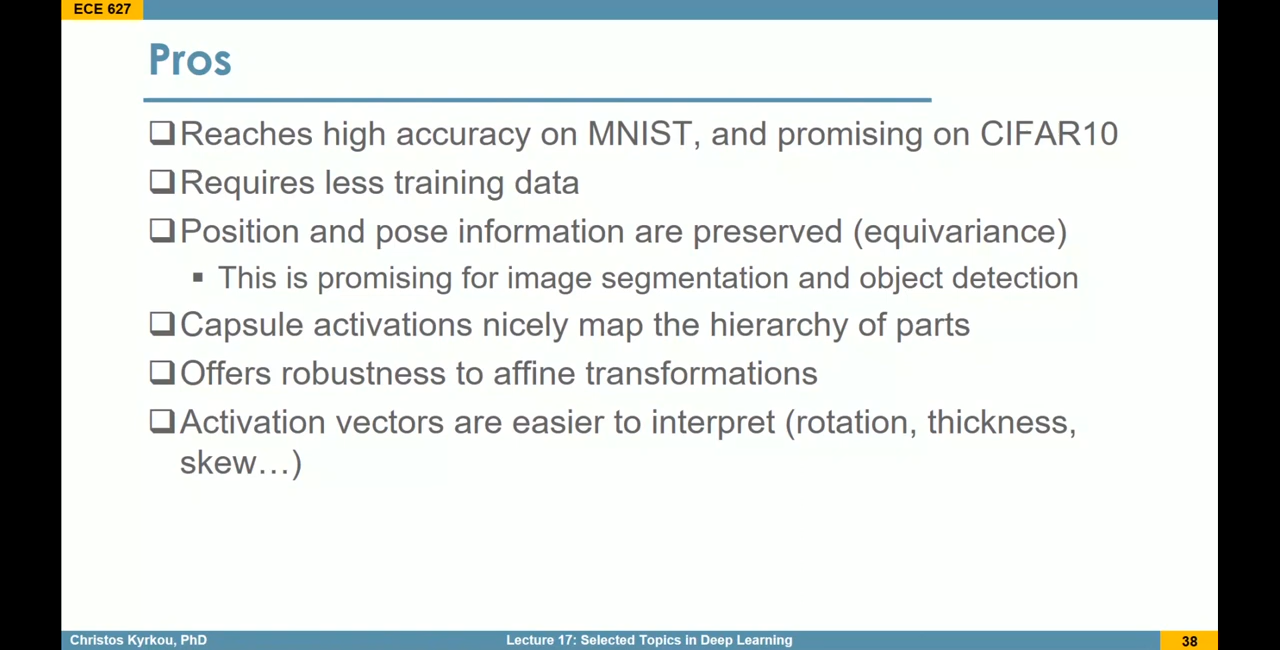 ECE 627
Pros
❑Reaches high accuracy on MNIST, and promising on CIFAR10
❑Requires less training data
❑Position and pose information are preserved (equivariance)
▪ This is promising for image segmentation and object detection
❑Capsule activations nicely map the hierarchy of parts
❑Offers robustness to affine transformations
❑Activation vectors are easier to interpret (rotation, thickness,
skew…)
Christos Kyrkou, PhD
Lecture 17: Selected Topics in Deep Learning
38